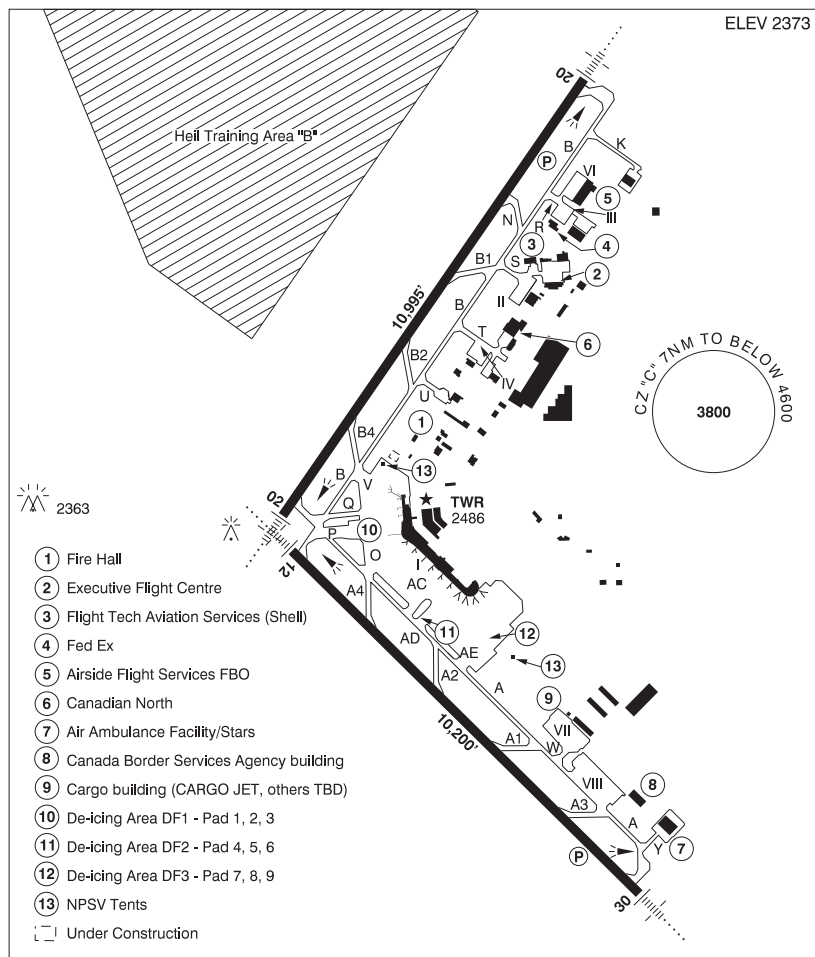 ELEV 2373
20
Heil Training Area "B"
K
B
P
VI
5
III
N
R
4
3
B1
S
2
10,995'
B
II
T
6
CZ "C" 7NM TO BELOW 4600
3800
B2
IV
U
1
B4
13
B
V
02
Q
TWR
2486
2363
10
P
O
12
I
AC
A4
11
12
AD
AE
13
A2
A
9
10,200'
VII
A1
W
VIII
8
A3
A
Y
7
P
30
1 Fire Hall
2 Executive Flight Centre
3 Flight Tech Aviation Services (Shell)
4 Fed Ex
5 Airside Flight Services FBO
6 Canadian North
7 Air Ambulance Facility/Stars
8 Canada Border Services Agency building
9 Cargo building (CARGO JET, others TBD)
10 De-icing Area DF1 - Pad 1, 2, 3
11 De-icing Area DF2 - Pad 4, 5, 6
12 De-icing Area DF3 - Pad 7, 8, 9
13 NPSV Tents
Under Construction